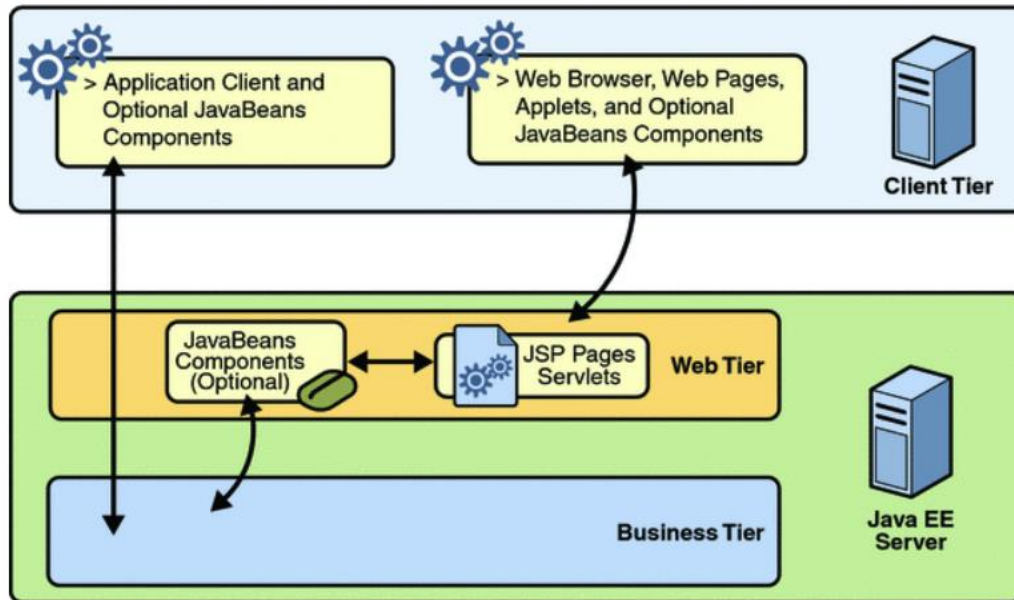 > Application Client and
Optional JavaBeans
Components
> Web Browser, Web Pages,
Applets, and Optional
JavaBeans Components
Client Tier
JavaBeans
Components
(Optional)
JSP Pages
Servlets
Web Tier
Business Tier
Java EE
Server